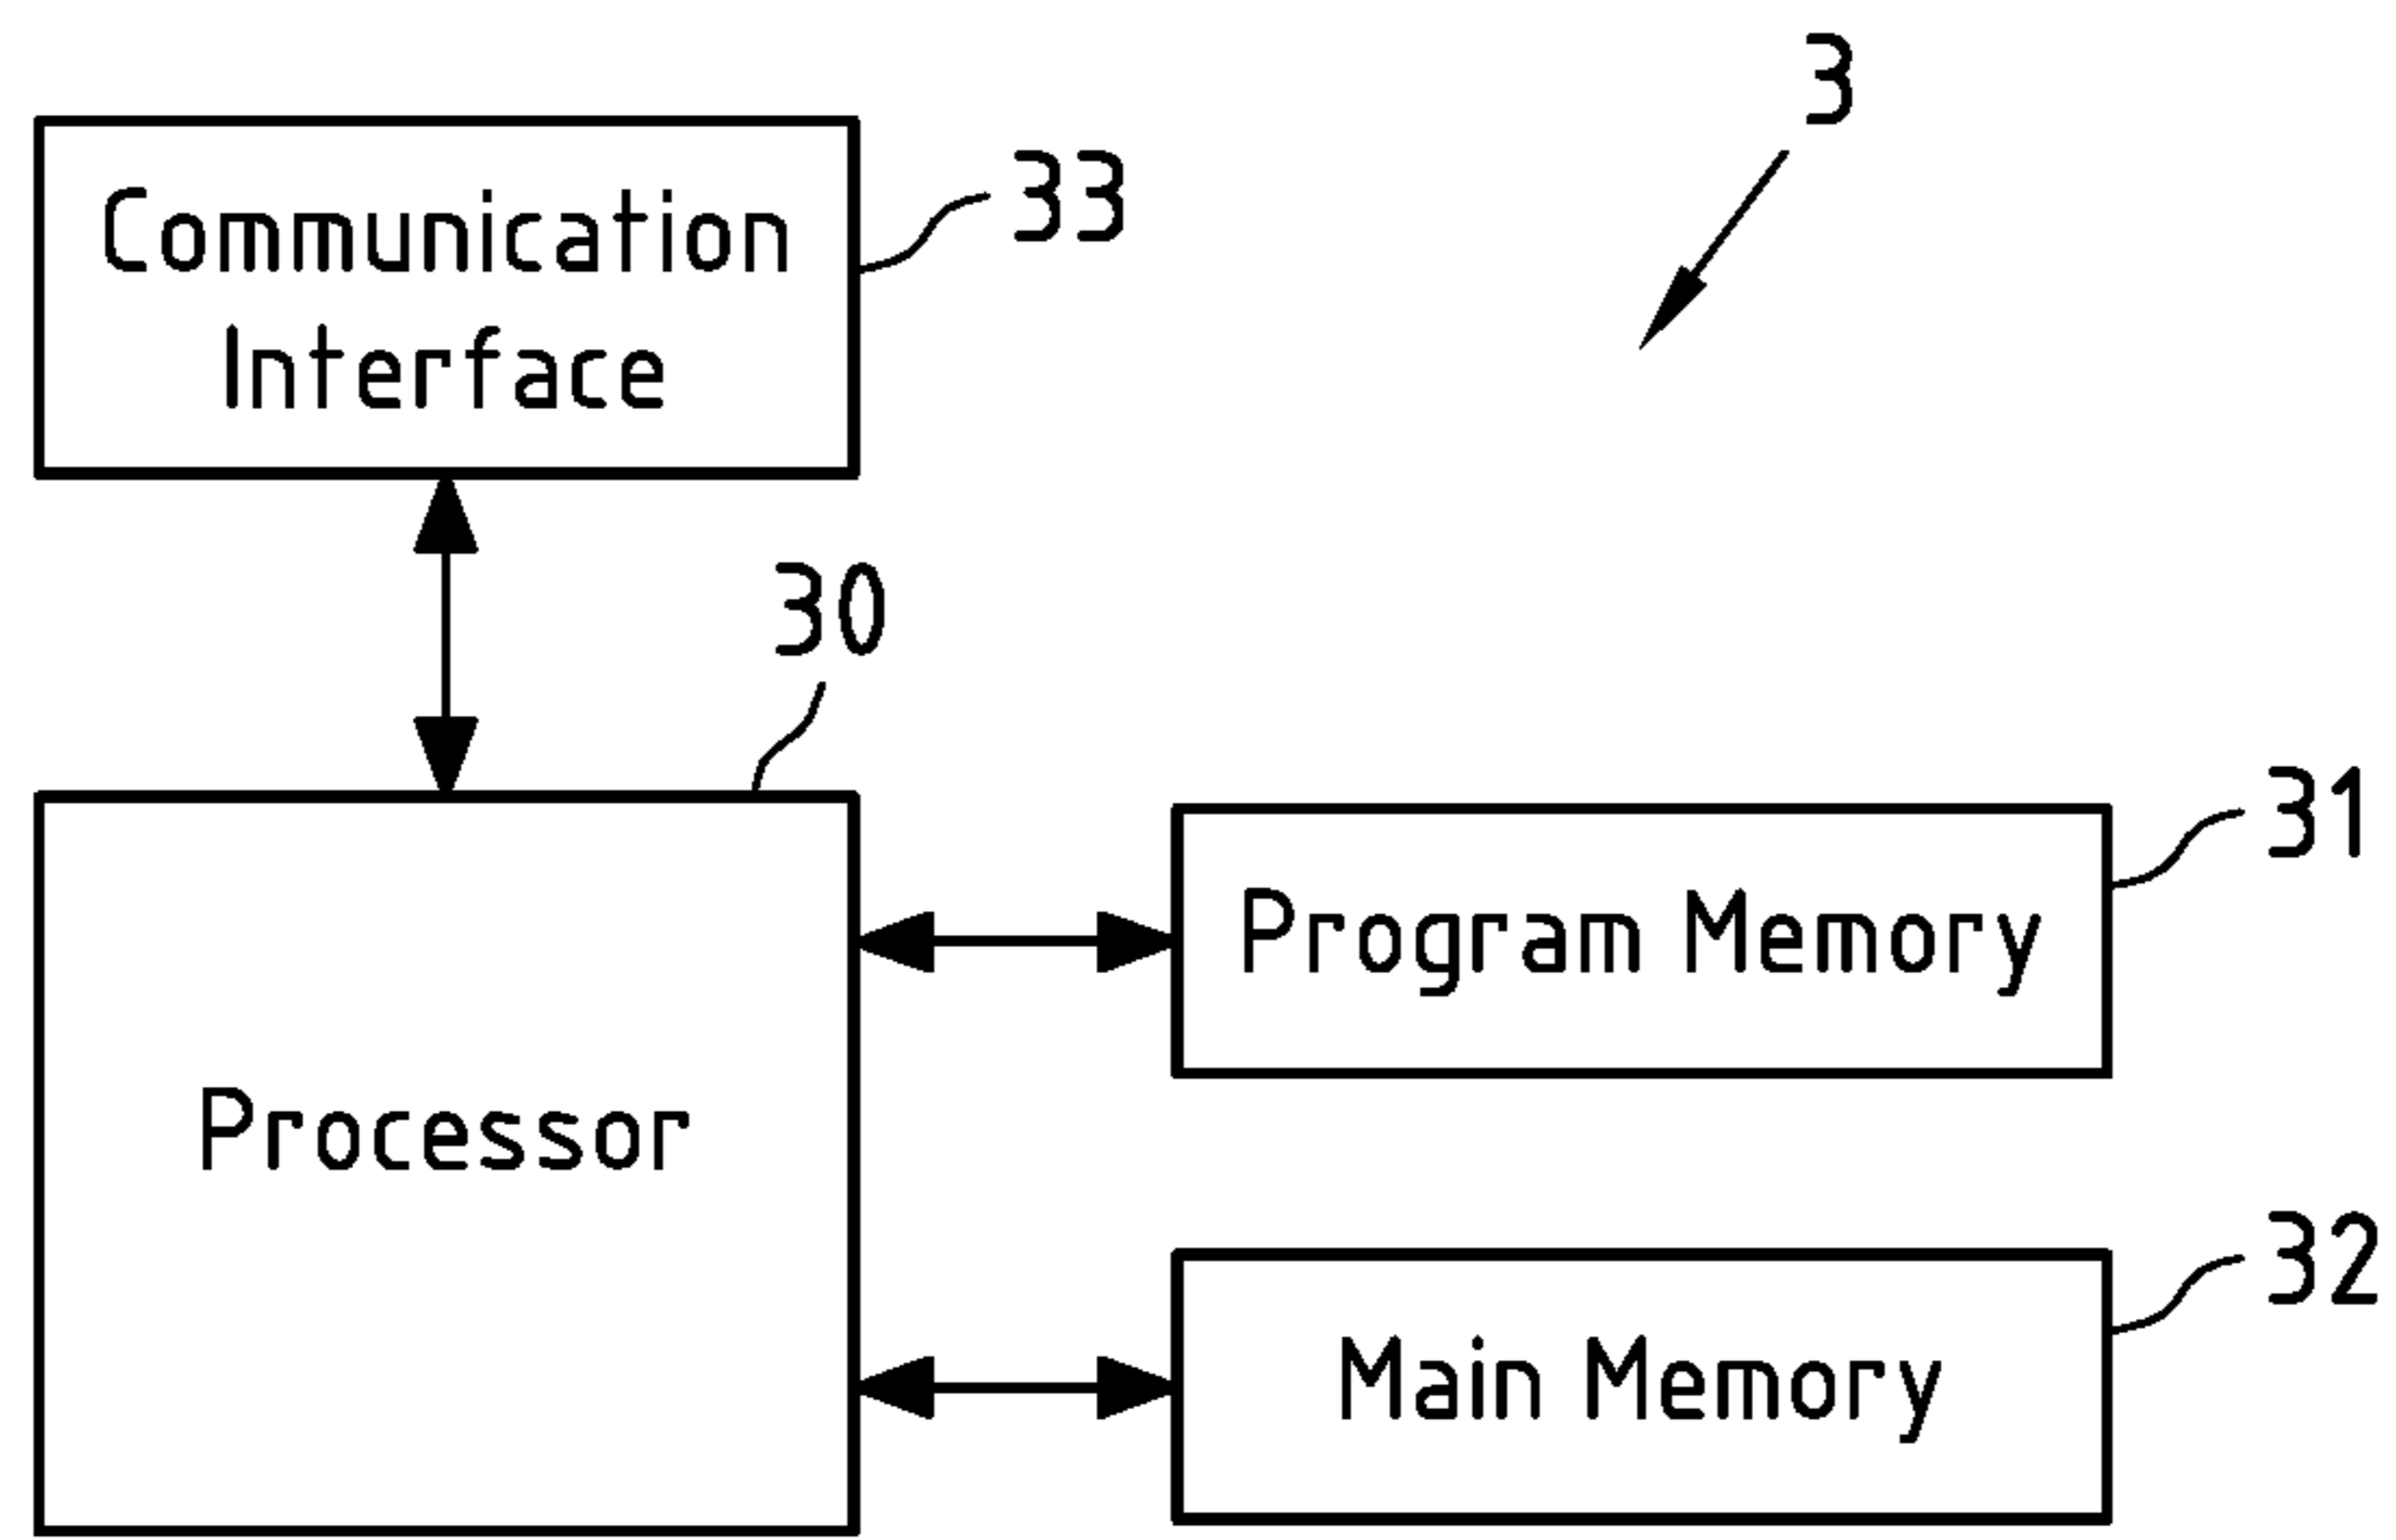 3
Communication
Interface
33
30
Processor
Program Memory
31
Main Memory
32